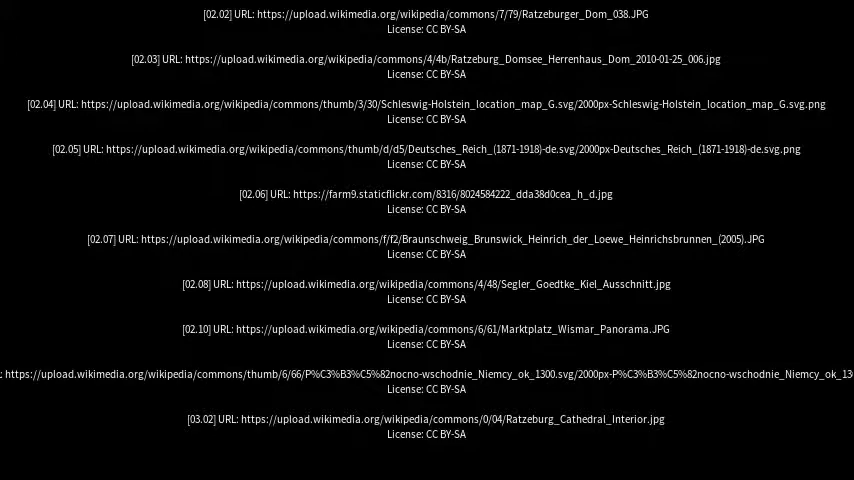 [02.02] URL: https://upload.wikimedia.org/wikipedia/commons/7/79/Ratzeburger_Dom_038.JPG
License: CC BY-SA
[02.03] URL: https://upload.wikimedia.org/wikipedia/commons/4/4b/Ratzeburg_Domsee_Herrenhaus_Dom_2010-01-25_006.jpg
License: CC BY-SA
[02.04] URL: https://upload.wikimedia.org/wikipedia/commons/thumb/3/30/Schleswig-Holstein_location_map_G.svg/2000px-Schleswig-Holstein_location_map_G.svg.png
License: CC BY-SA
[02.05] URL: https://upload.wikimedia.org/wikipedia/commons/thumb/d/d5/Deutsches_Reich_(1871-1918)-de.svg/2000px-Deutsches_Reich_(1871-1918)-de.svg.png
License: CC BY-SA
[02.06] URL: https://farm9.staticflickr.com/8316/8024584222_dda38d0cea_h_d.jpg
License: CC BY-SA
[02.07] URL: https://upload.wikimedia.org/wikipedia/commons/f/f2/Braunschweig_Brunswick_Heinrich_der_Loewe_Heinrichsbrunnen_(2005).JPG
License: CC BY-SA
[02.08] URL: https://upload.wikimedia.org/wikipedia/commons/4/48/Segler_Goedtke_Kiel_Ausschnitt.jpg
License: CC BY-SA
[02.10] URL: https://upload.wikimedia.org/wikipedia/commons/6/61/Marktplatz_Wismar_Panorama.JPG
License: CC BY-SA
: https://upload.wikimedia.org/wikipedia/commons/thumb/6/66/P%C3%B3%C5%82nocno-wschodnie_Niemcy_ok_1300.svg/2000px-P%C3%B3%C5%82nocno-wschodnie_Niemcy_ok_13
License: CC BY-SA
[03.02] URL: https://upload.wikimedia.org/wikipedia/commons/0/04/Ratzeburg_Cathedral_Interior.jpg
License: CC BY-SA